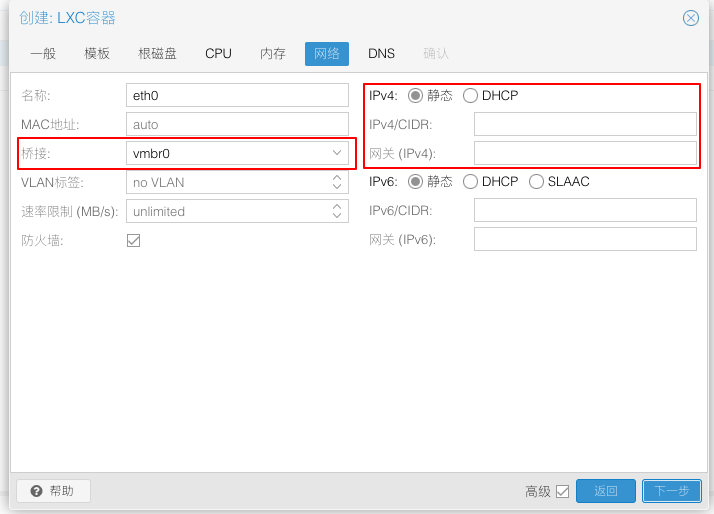 创建: LXC容器
一般 模板 根磁盘 CPU 内存 网络 DNS 确认
名称: eth0
MAC地址: auto
桥接: vmbr0
VLAN标签: no VLAN
速率限制 (MB/s): unlimited
防火墙:
IPv4: 静态 DHCP
IPv4/CIDR:
网关 (IPv4):
IPv6: 静态 DHCP SLAAC
IPv6/CIDR:
网关 (IPv6):
帮助 高级 返回 下一步